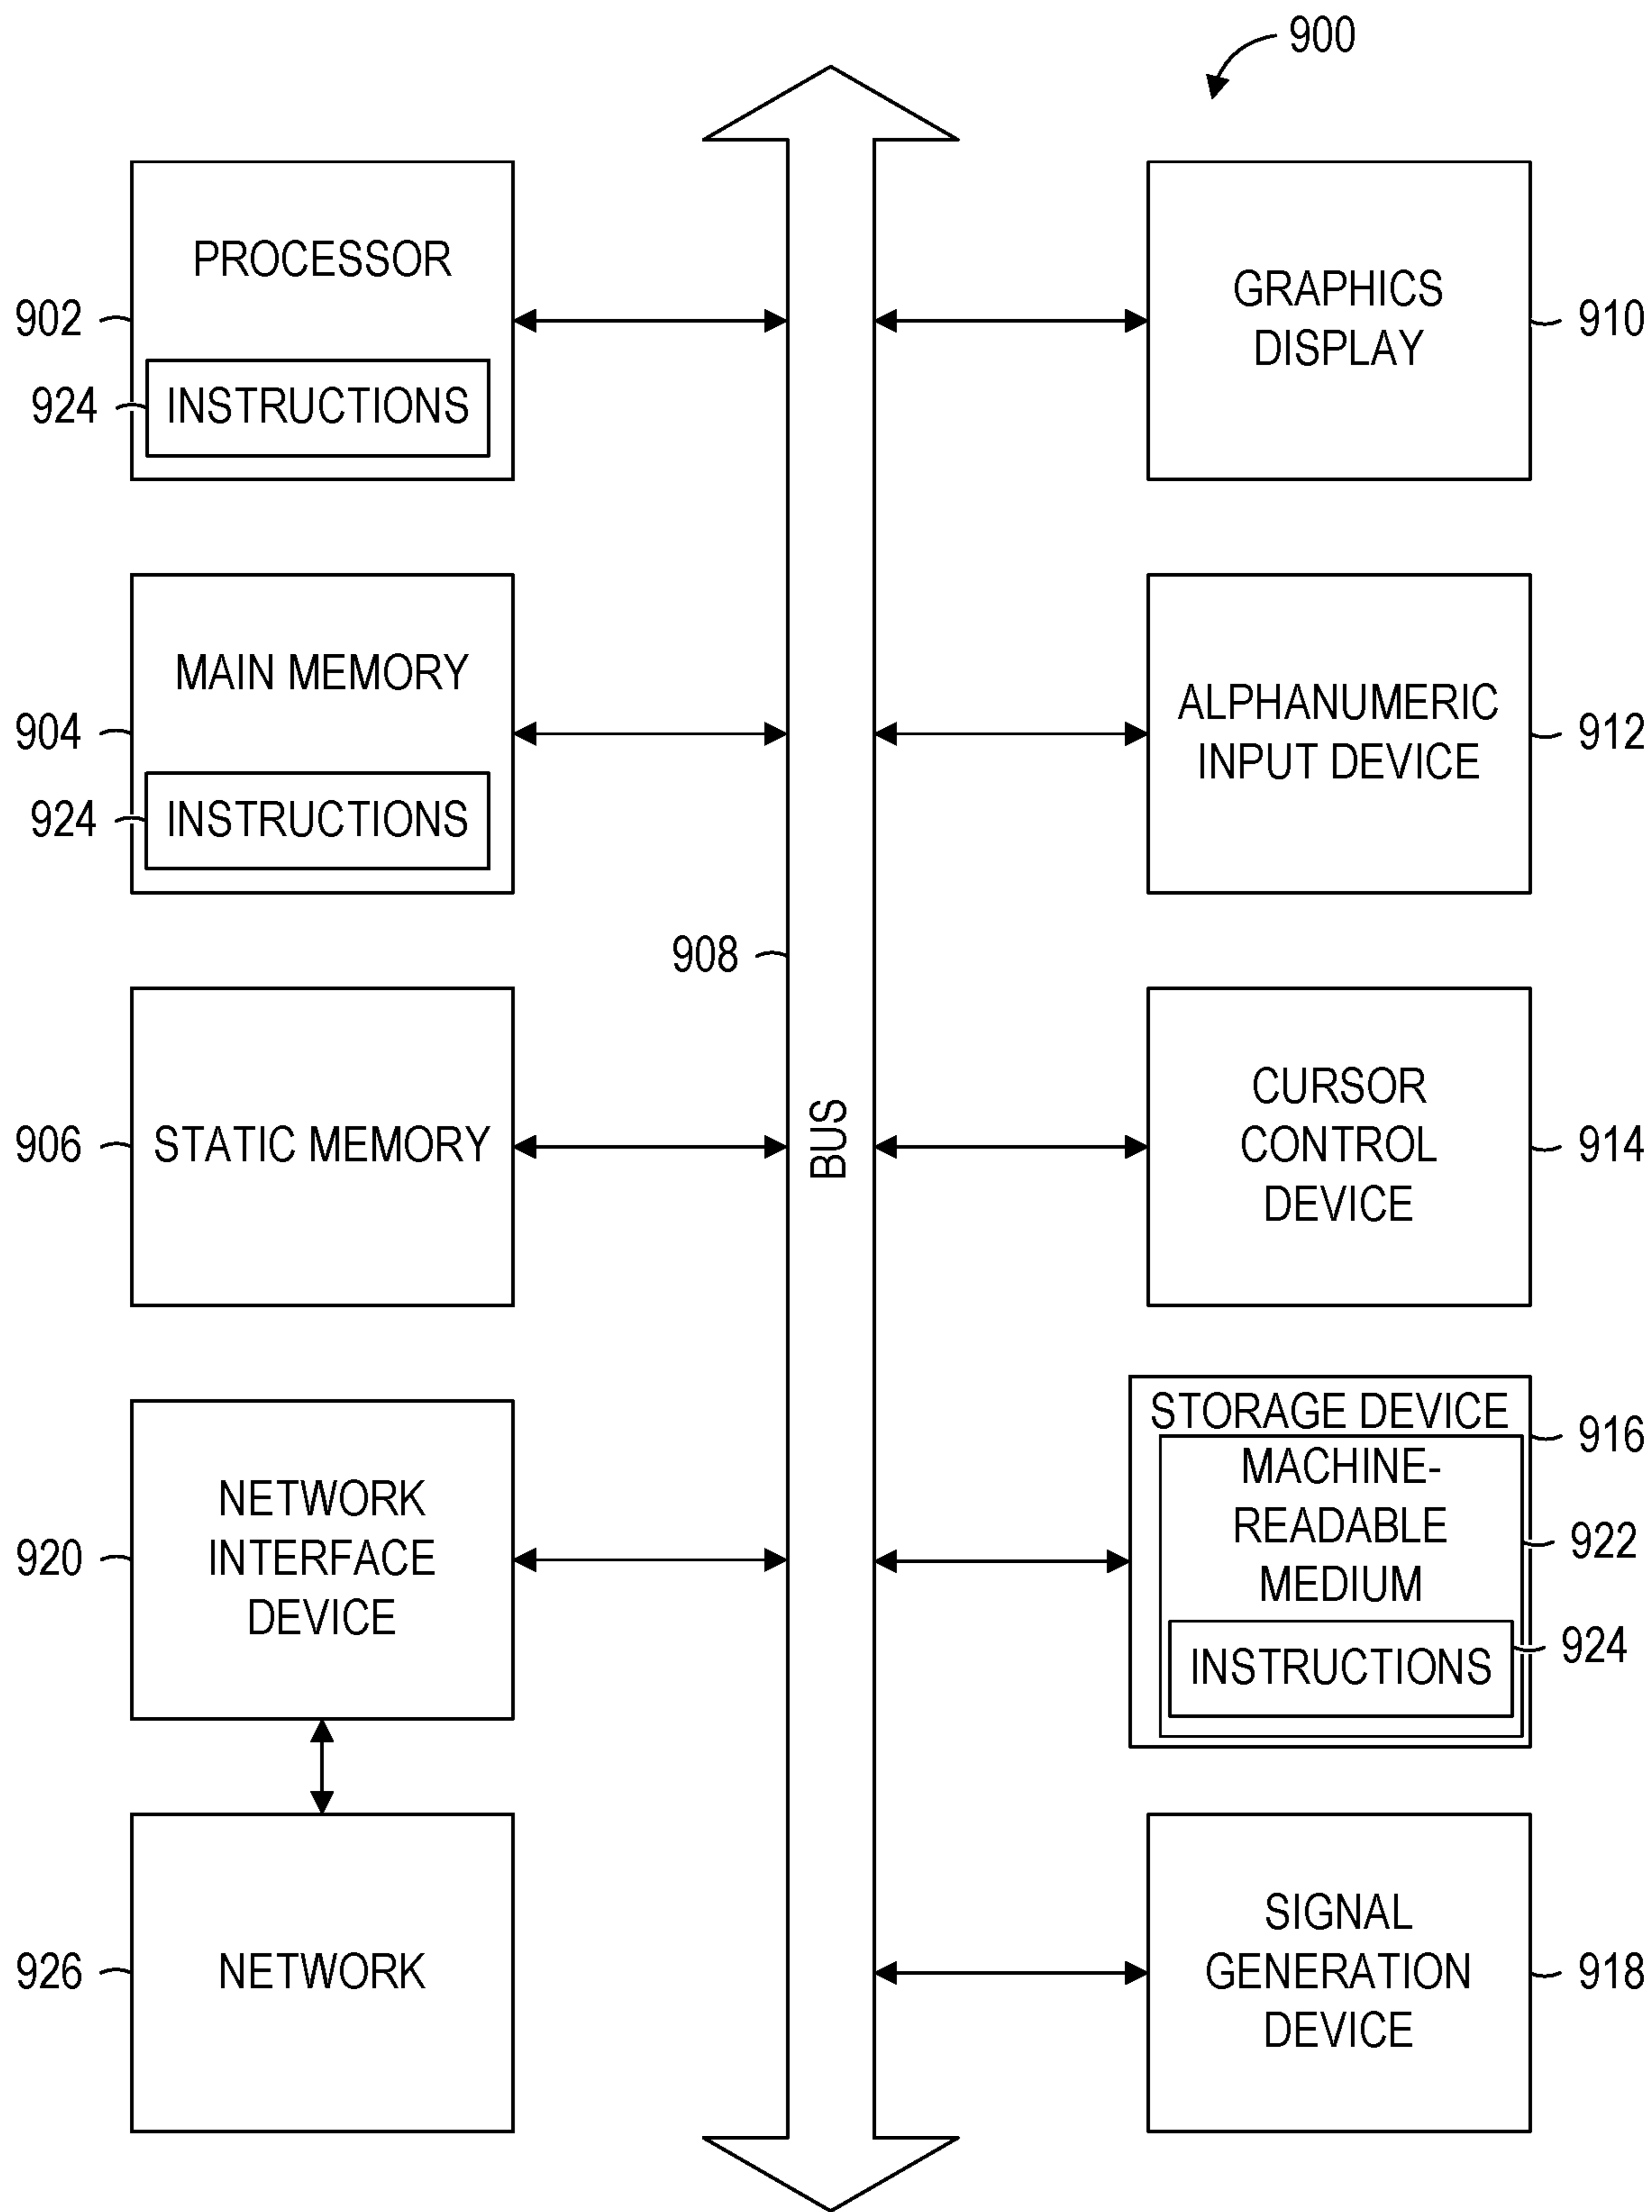 900
PROCESSOR
902
924
INSTRUCTIONS
GRAPHICS
DISPLAY
910
MAIN MEMORY
904
924
INSTRUCTIONS
ALPHANUMERIC
INPUT DEVICE
912
908
BUS
906
STATIC MEMORY
CURSOR
CONTROL
DEVICE
914
NETWORK
INTERFACE
DEVICE
920
STORAGE DEVICE
916
MACHINE-
READABLE
MEDIUM
922
INSTRUCTIONS
924
926
NETWORK
SIGNAL
GENERATION
DEVICE
918